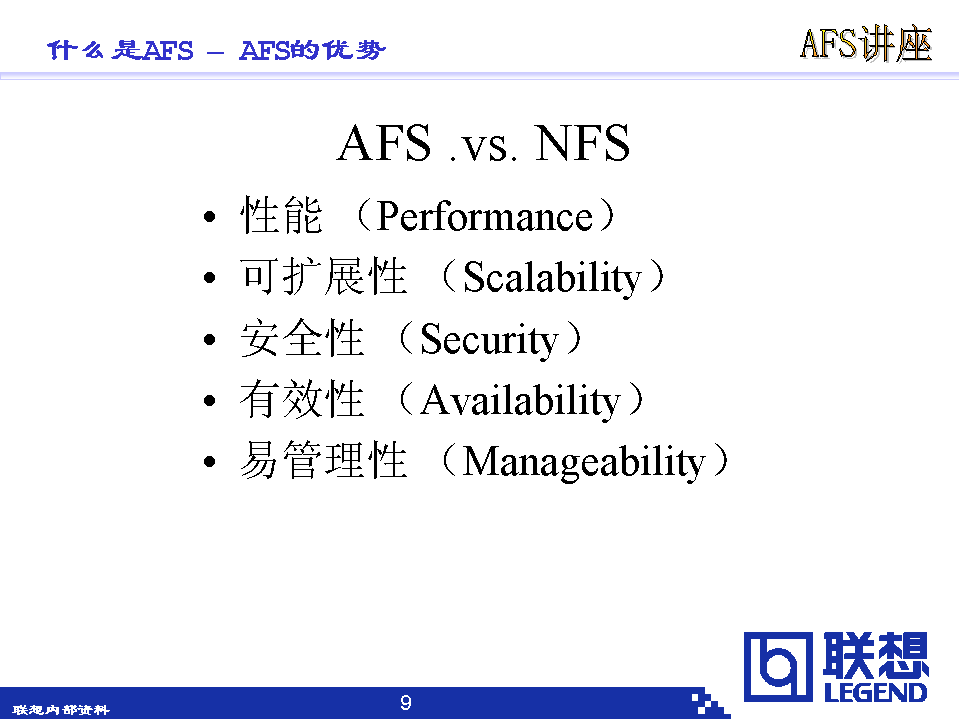 什么是AFS – AFS的优势
AFS讲座
AFS .vs. NFS
• 性能 （Performance）
• 可扩展性 （Scalability）
• 安全性 （Security）
• 有效性 （Availability）
• 易管理性 （Manageability）
联想
LEGEND
联想内部资料
9